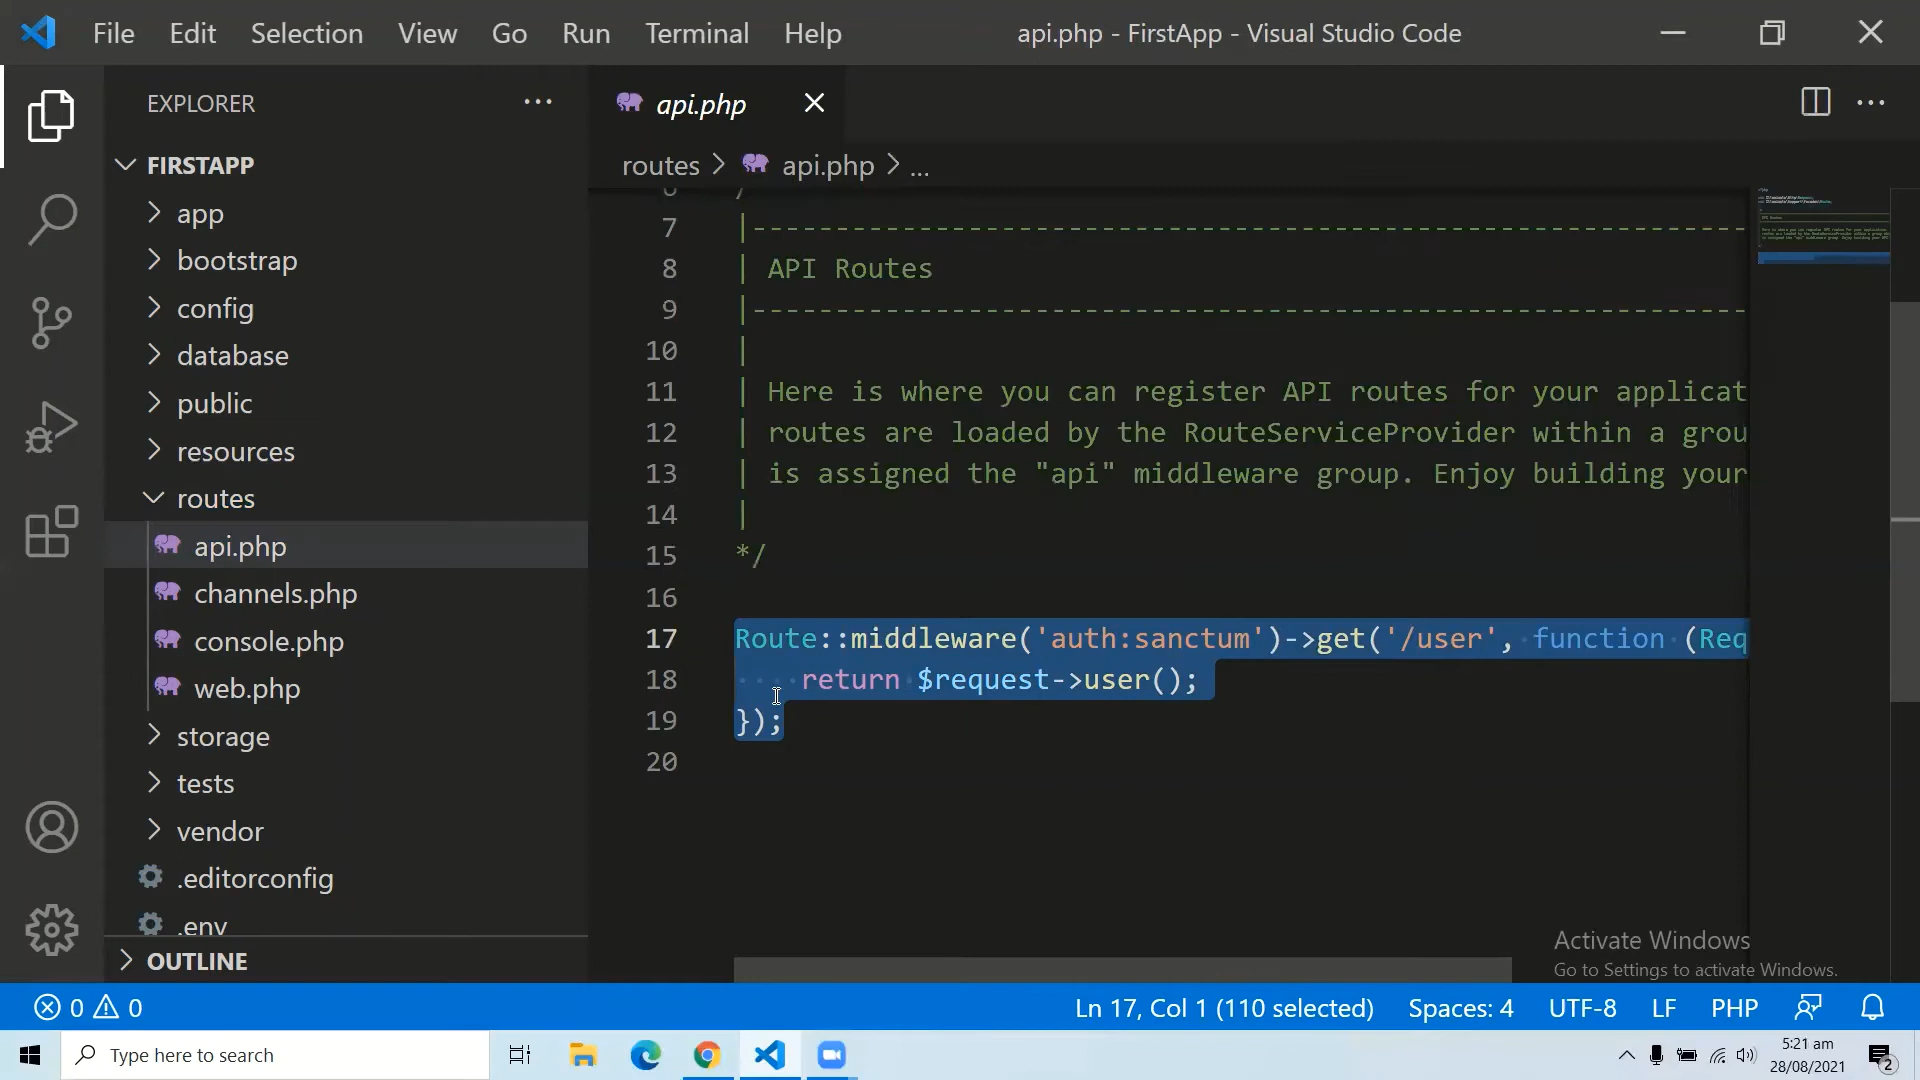 File Edit Selection View Go Run Terminal Help
api.php - FirstApp - Visual Studio Code
EXPLORER
FIRSTAPP
app
bootstrap
config
database
public
resources
routes
api.php
channels.php
console.php
web.php
storage
tests
vendor
.editorconfig
.env
OUTLINE
api.php
routes > api.php > ...
6 /
7 |--------------------------------------------------------------
8 | API Routes
9 |--------------------------------------------------------------
10 |
11 | Here is where you can register API routes for your applicat
12 | routes are loaded by the RouteServiceProvider within a grou
13 | is assigned the "api" middleware group. Enjoy building your
14 |
15 */
16
17 Route::middleware('auth:sanctum')->get('/user', function (Req
18 return $request->user();
19 });
20
Activate Windows
Go to Settings to activate Windows.
0 0
Ln 17, Col 1 (110 selected) Spaces: 4 UTF-8 LF PHP
Type here to search
5:21 am
28/08/2021
2